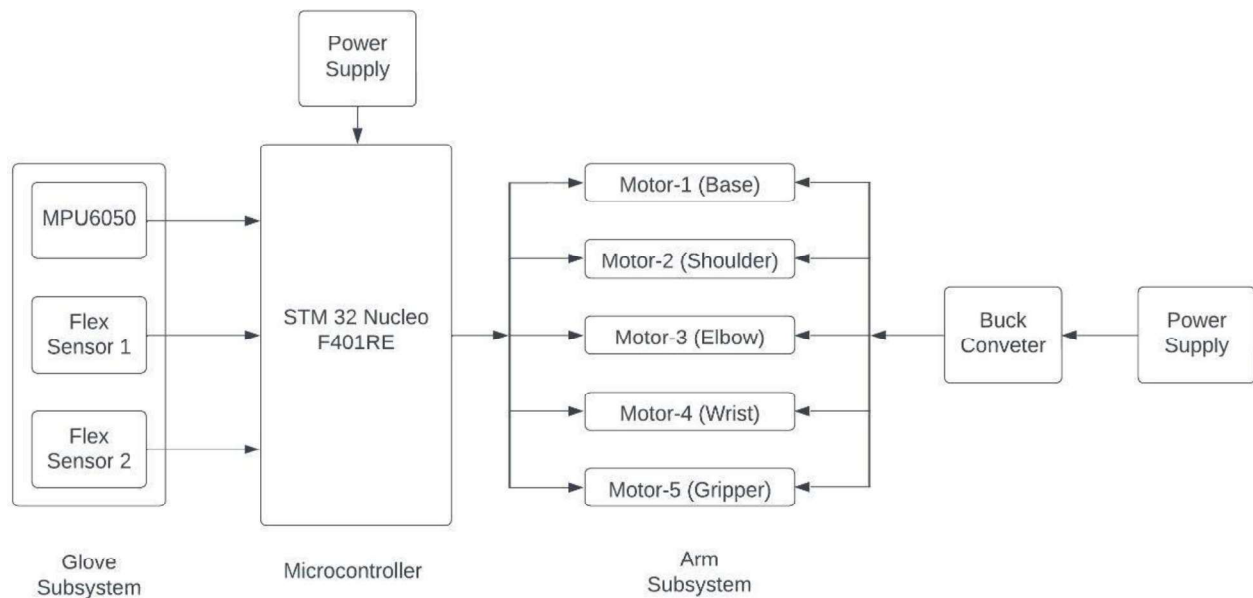 Power
Supply
MPU6050
Flex
Sensor 1
Flex
Sensor 2
STM 32 Nucleo
F401RE
Motor-1 (Base)
Motor-2 (Shoulder)
Motor-3 (Elbow)
Motor-4 (Wrist)
Motor-5 (Gripper)
Buck
Conveter
Power
Supply
Glove
Subsystem
Microcontroller
Arm
Subsystem